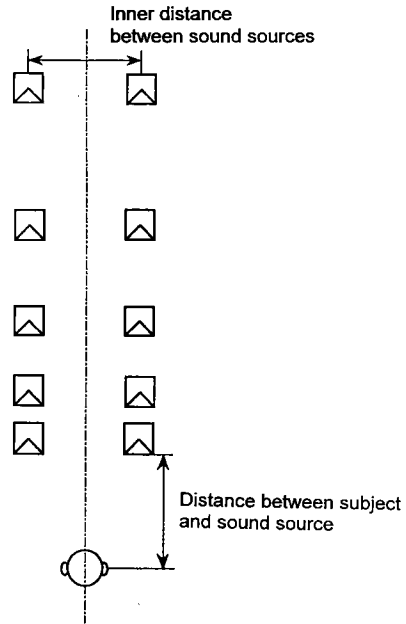 Inner distance
between sound sources
Distance between subject
and sound source